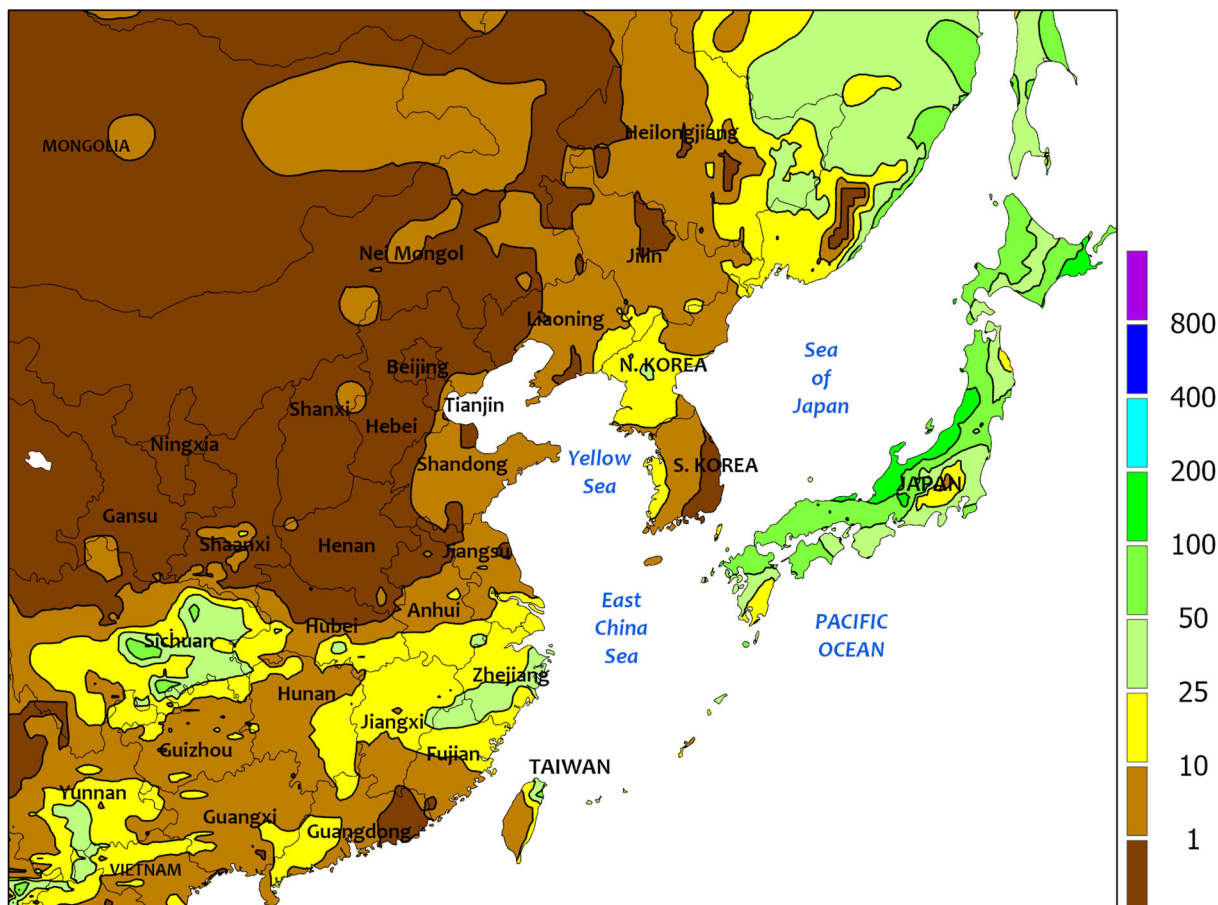 Heilongjiang
MONGOLIA
Nei Mongol
Jilin
Liaoning
800
Sea
of
Japan
Beijing
N. KOREA
400
Shanxi
Tianjin
Hebei
Ningxia
Shandong
Yellow
Sea
S. KOREA
200
JAPAN
Gansu
Shaanxi
Henan
Jiangsu
100
Anhui
East
China
Sea
PACIFIC
OCEAN
50
Hubei
Sichuan
Zhejiang
Hunan
25
Jiangxi
Guizhou
Fujian
TAIWAN
10
Yunnan
Guangxi
Guangdong
1
VIETNAM